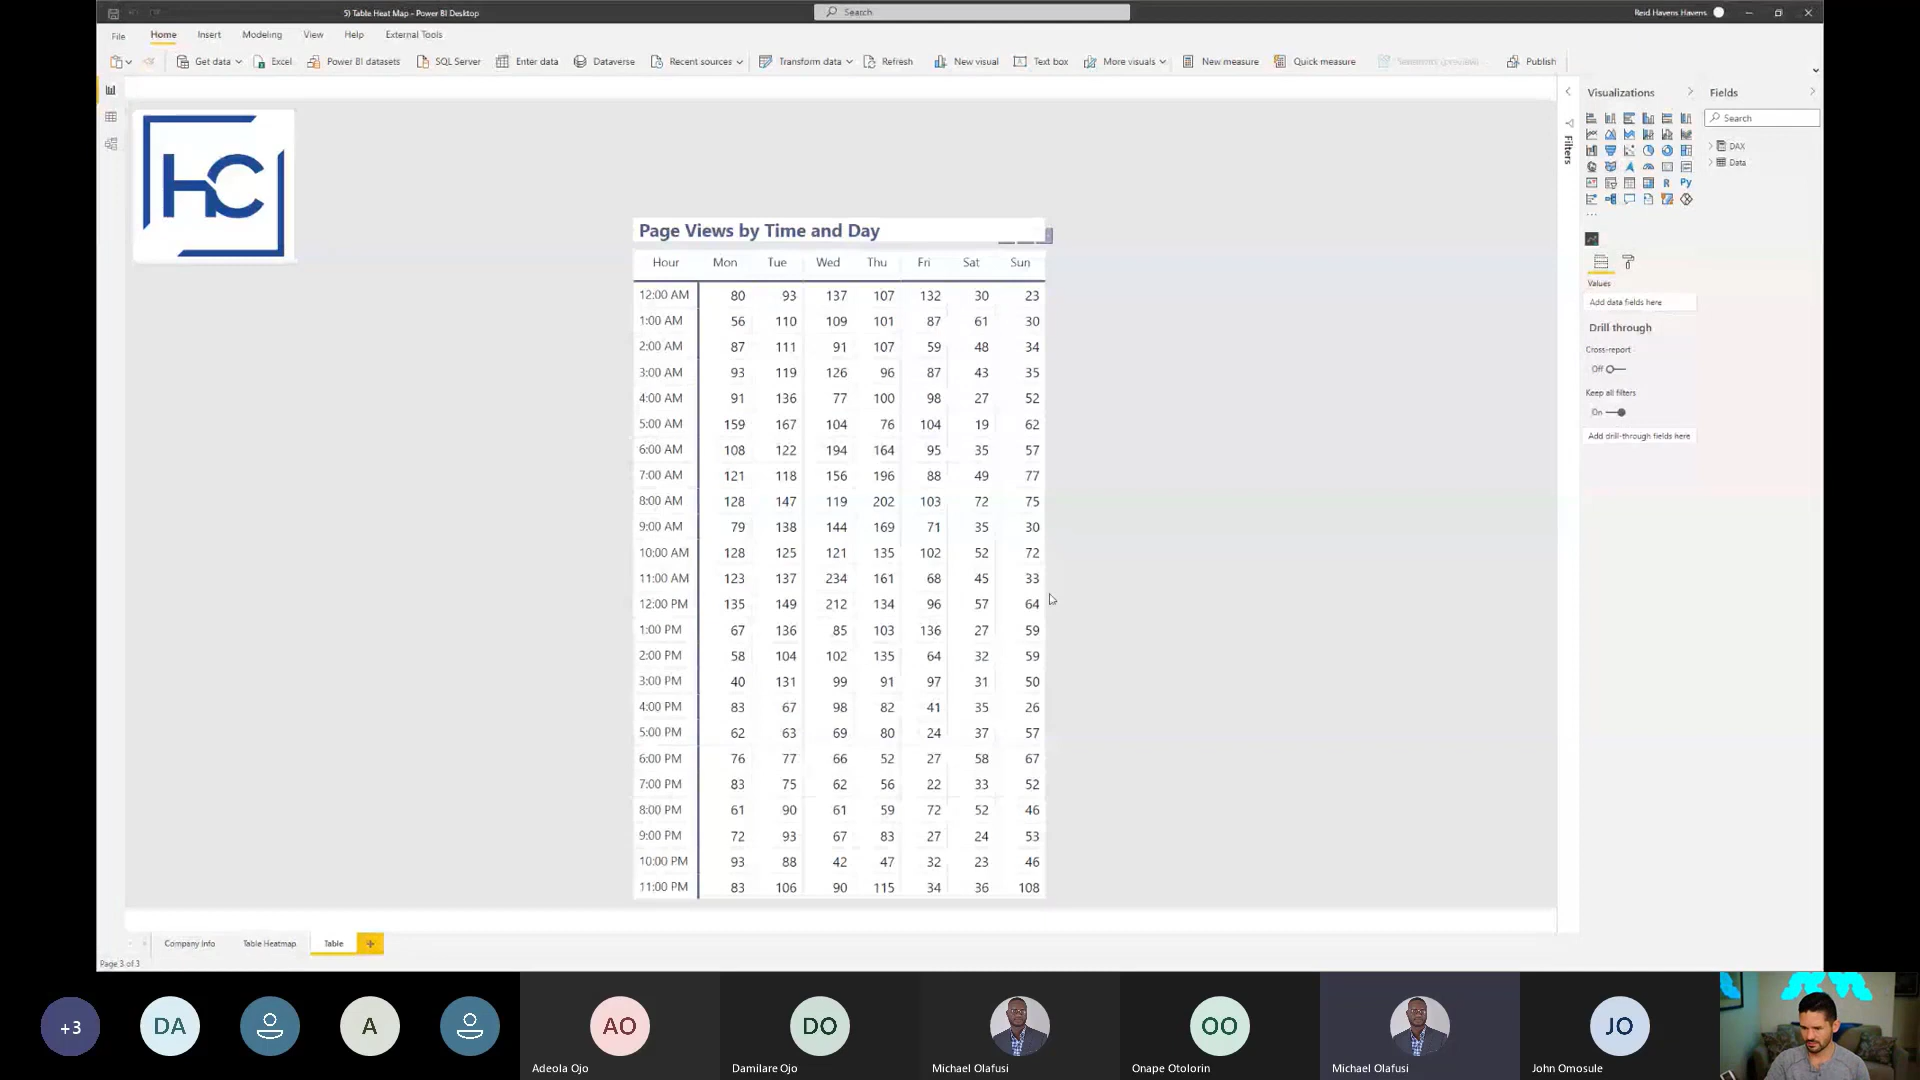 5) Table Heat Map - Power BI Desktop
Search
Reid Havens Havens
File Home Insert Modeling View Help External Tools
Get data Excel Power BI datasets SQL Server Enter data Dataverse Recent sources Transform data Refresh New visual Text box More visuals New measure Quick measure Publish
hc
Page Views by Time and Day
Hour Mon Tue Wed Thu Fri Sat Sun
12:00 AM 80 93 137 107 132 30 23
1:00 AM 56 110 109 101 87 61 30
2:00 AM 87 111 91 107 59 48 34
3:00 AM 93 119 126 96 87 43 35
4:00 AM 91 136 77 100 98 27 52
5:00 AM 159 167 104 76 104 19 62
6:00 AM 108 122 194 164 95 35 57
7:00 AM 121 118 156 196 88 49 77
8:00 AM 128 147 119 202 103 72 75
9:00 AM 79 138 144 169 71 35 30
10:00 AM 128 125 121 135 102 52 72
11:00 AM 123 137 234 161 68 45 33
12:00 PM 135 149 212 134 96 57 64
1:00 PM 67 136 85 103 136 27 59
2:00 PM 58 104 102 135 64 32 59
3:00 PM 40 131 99 91 97 31 50
4:00 PM 83 67 98 82 41 35 26
5:00 PM 62 63 69 80 24 37 57
6:00 PM 76 77 66 52 27 58 67
7:00 PM 83 75 62 56 22 33 52
8:00 PM 61 90 61 59 72 52 46
9:00 PM 72 93 67 83 27 24 53
10:00 PM 93 88 42 47 32 23 46
11:00 PM 83 106 90 115 34 36 108
Filters
Visualizations
R Py
Values
Add data fields here
Drill through
Cross-report
Off
Keep all filters
On
Add drill-through fields here
Fields
Search
DAX
Data
Company Info Table Heatmap Table
Page 3 of 3
+3 DA A AO DO OO JO
Adeola Ojo Damilare Ojo Michael Olafusi Onape Otolorin Michael Olafusi John Omosule